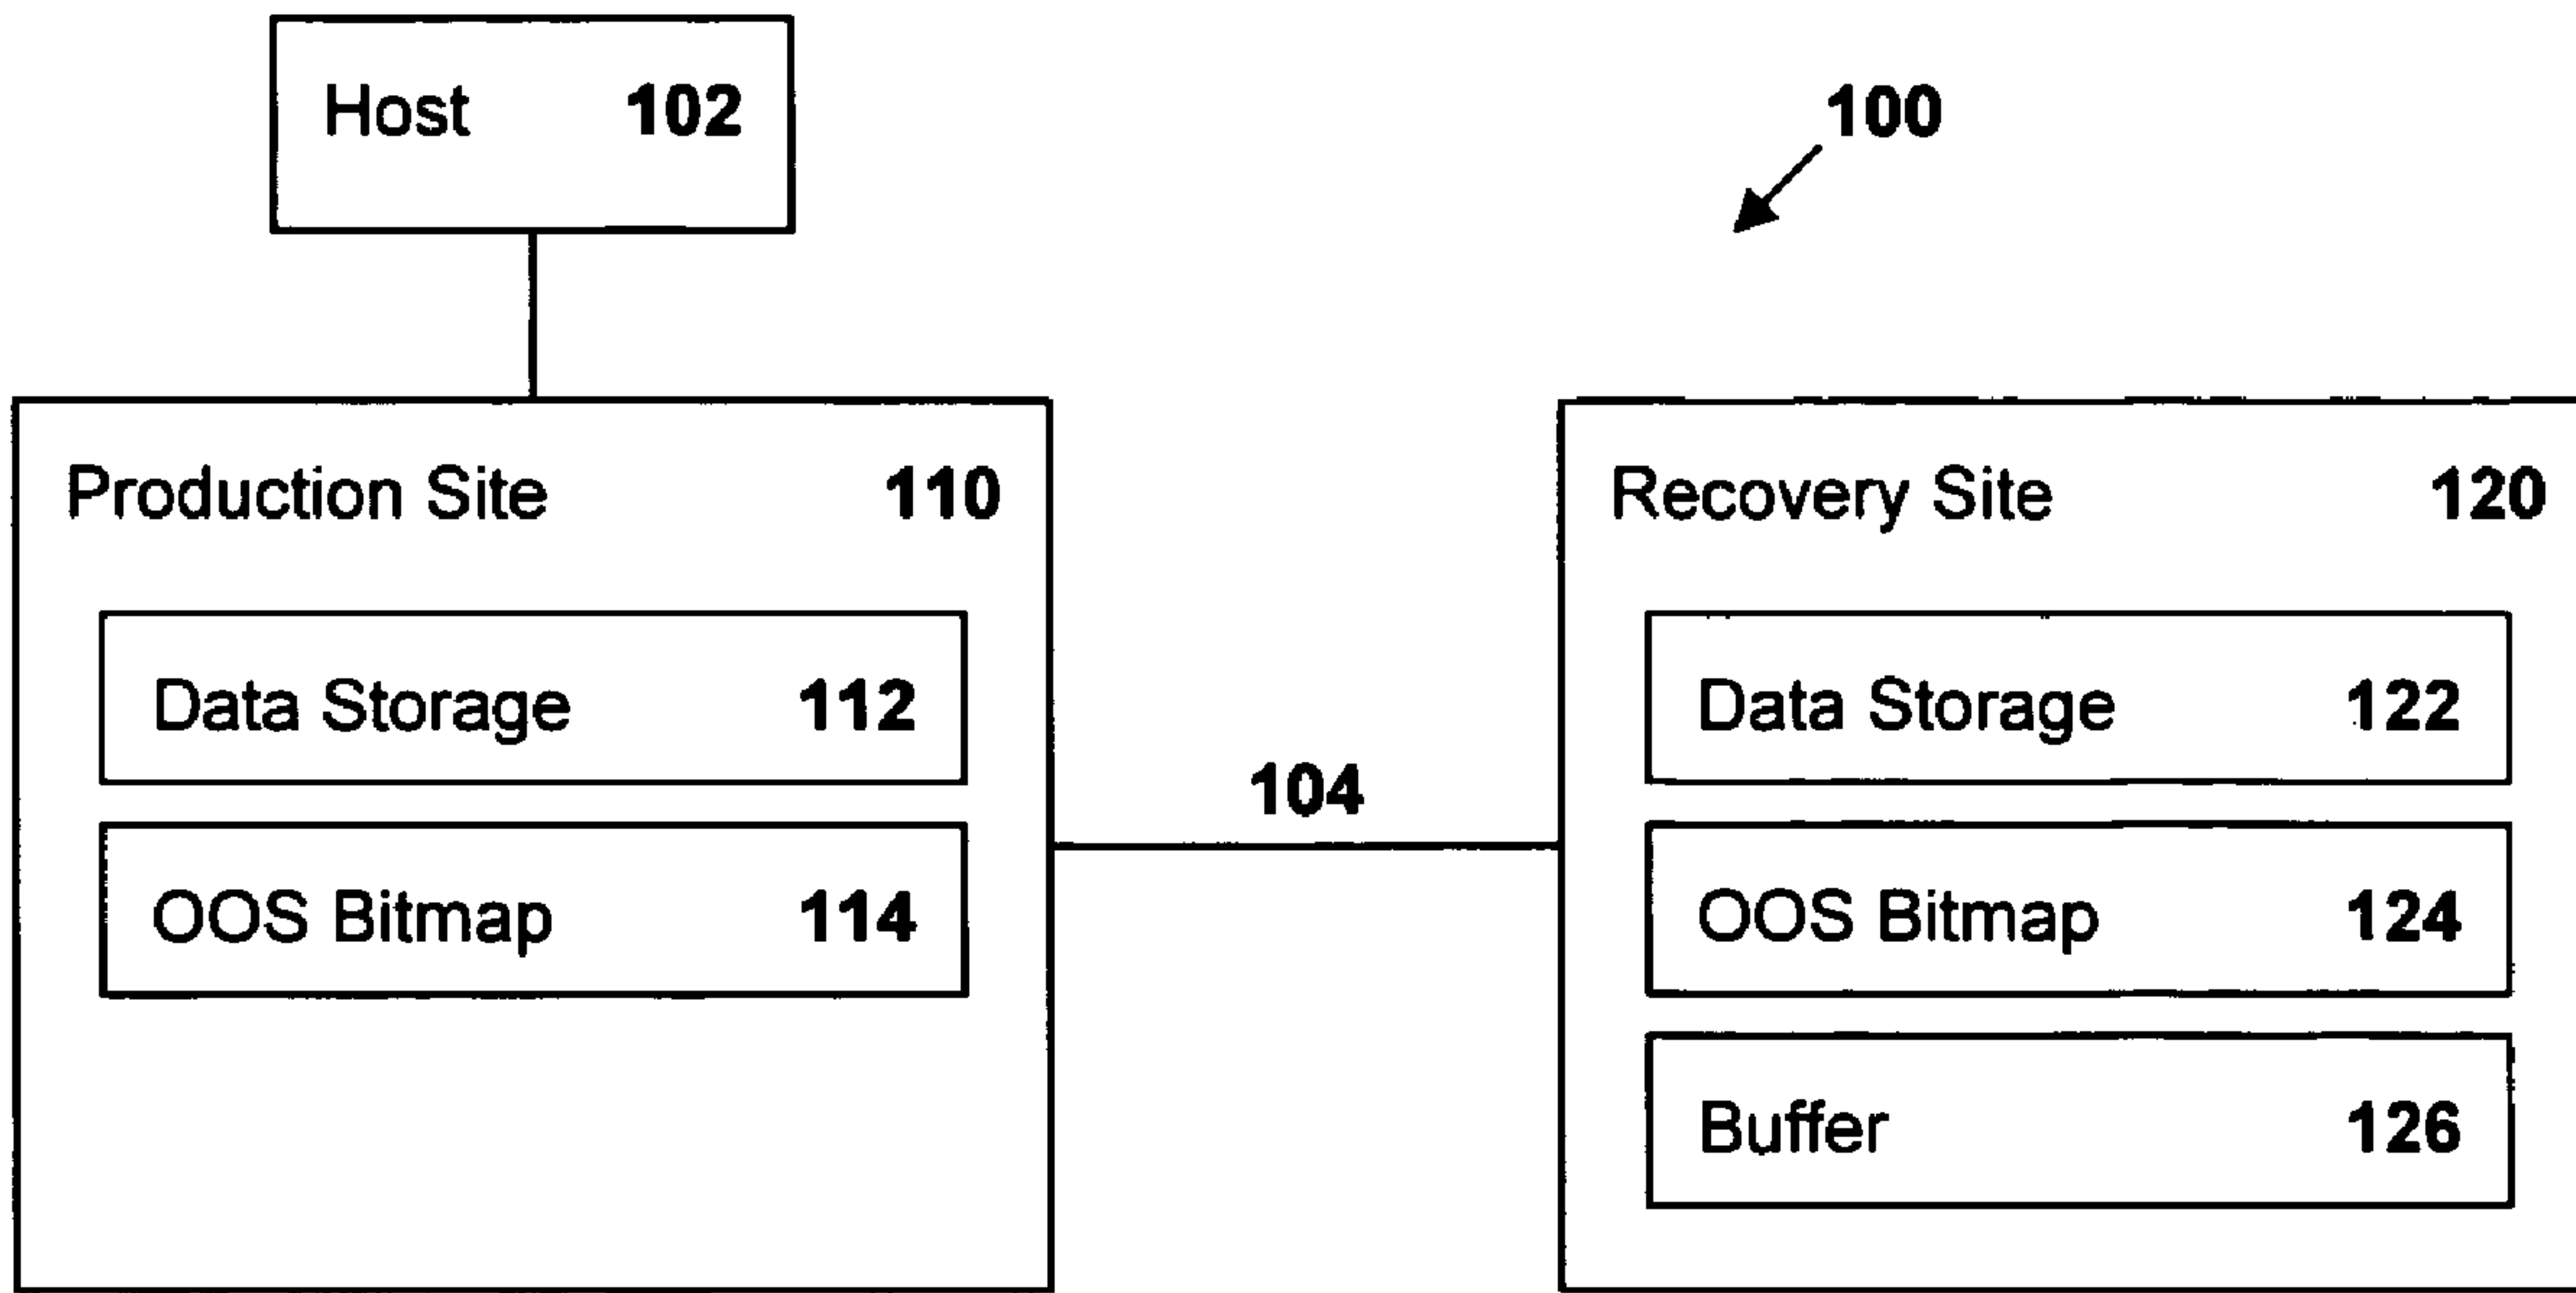 Host 102
100
Production Site 110
Data Storage 112
OOS Bitmap 114
104
Recovery Site 120
Data Storage 122
OOS Bitmap 124
Buffer 126